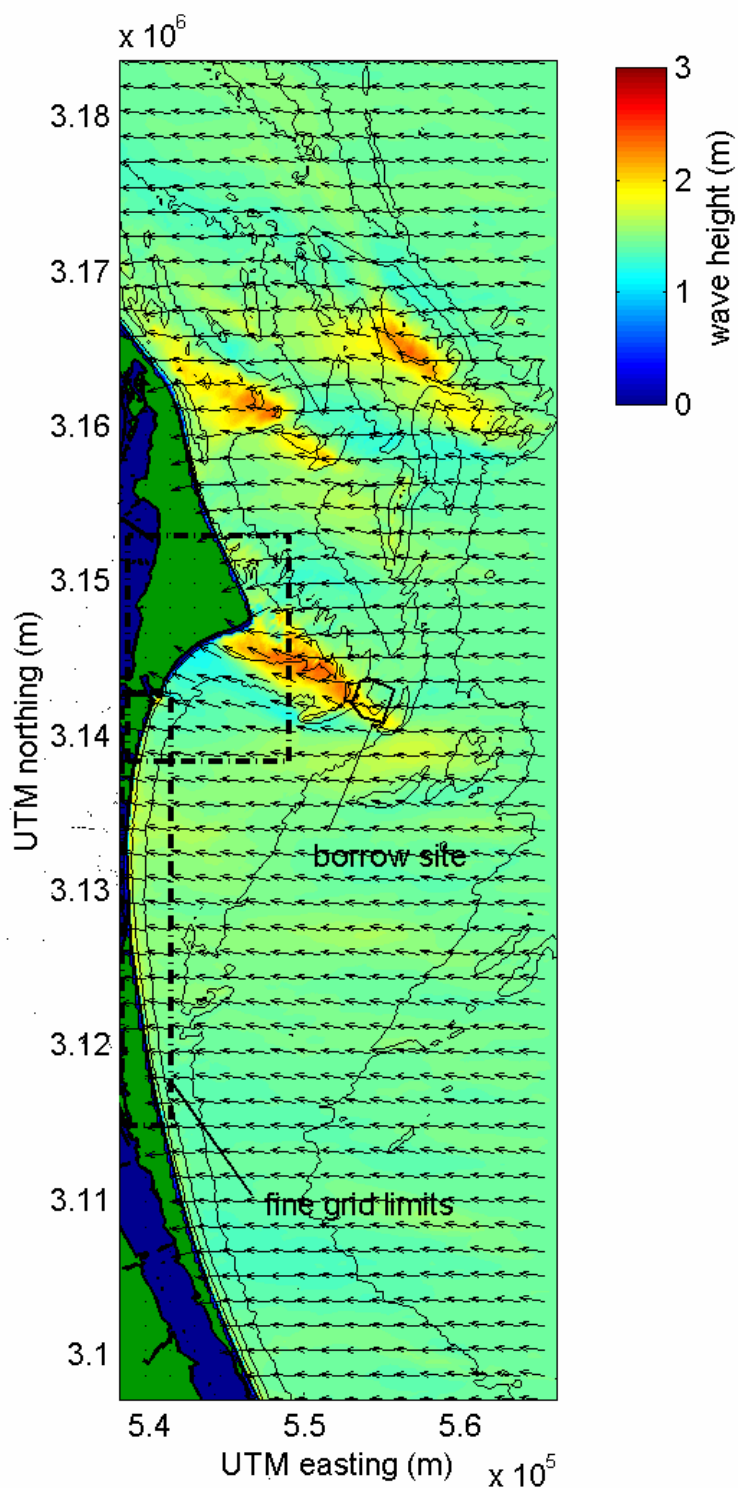 x 10^6
3
3.18
2
wave height (m)
3.17
1
0
3.16
3.15
UTM northing (m)
3.14
borrow site
3.13
3.12
3.11
fine grid limits
3.1
5.4
5.5
5.6
UTM easting (m)
x 10^5